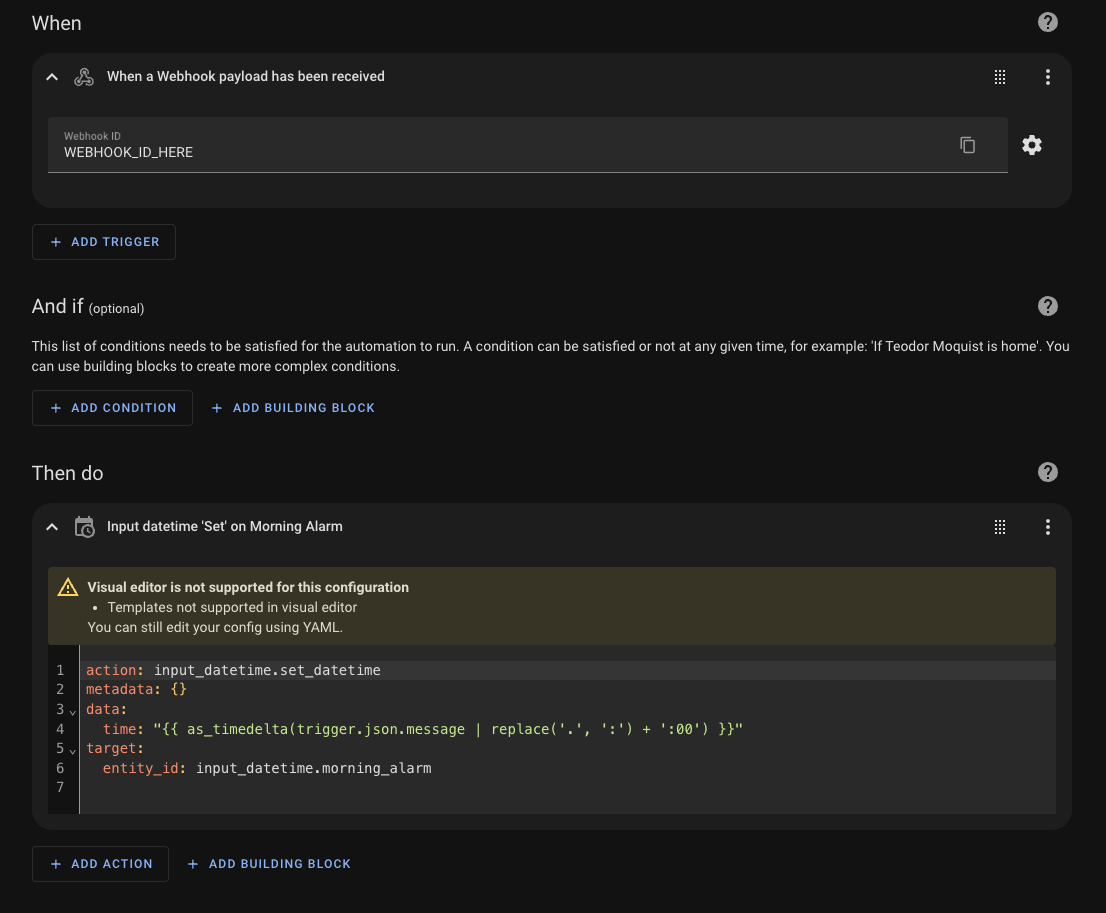 When
When a Webhook payload has been received
Webhook ID
WEBHOOK_ID_HERE
ADD TRIGGER
And if (optional)
This list of conditions needs to be satisfied for the automation to run. A condition can be satisfied or not at any given time, for example: 'If Teodor Moquist is home'. You
can use building blocks to create more complex conditions.
ADD CONDITION
ADD BUILDING BLOCK
Then do
Input datetime 'Set' on Morning Alarm
Visual editor is not supported for this configuration
• Templates not supported in visual editor
You can still edit your config using YAML.
1 action: input_datetime.set_datetime
2 metadata: {}
3 data:
4   time: "{{ as_timedelta(trigger.json.message | replace('.', ':') + ':00') }}"
5 target:
6   entity_id: input_datetime.morning_alarm
7
ADD ACTION
ADD BUILDING BLOCK